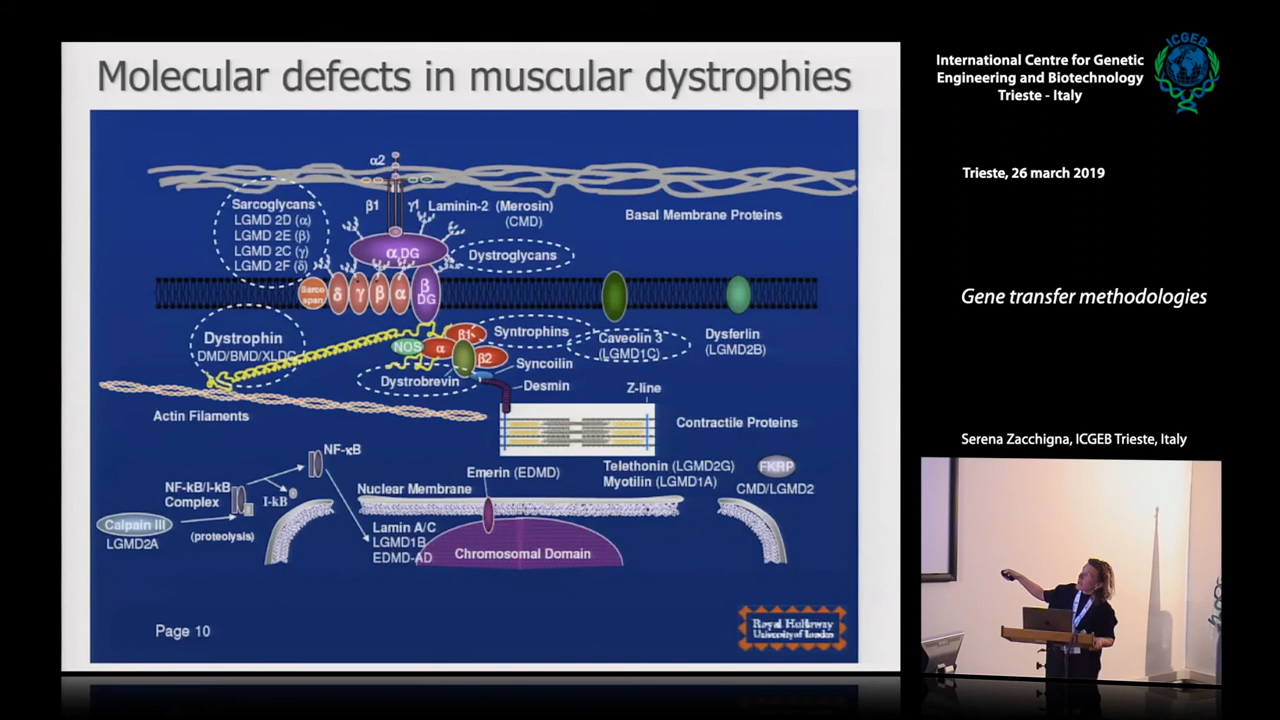 Molecular defects in muscular dystrophies
α2
Sarcoglycans
LGMD 2D (α)
LGMD 2E (β)
LGMD 2C (γ)
LGMD 2F (δ)
β1
γ1
Laminin-2 (Merosin)
(CMD)
Basal Membrane Proteins
α DG
Dystroglycans
Sarco
span
δ
γ
β
α
β
DG
Dystrophin
DMD/BMD/XLDC
NOS
α
β1
β2
Syntrophins
Caveolin 3
(LGMD1C)
Dysferlin
(LGMD2B)
Dystrobrevin
Syncoilin
Desmin
Z-line
Actin Filaments
Contractile Proteins
NF-κB
NF-kB/I-kB
Complex
I-kB
Calpain III
LGMD2A
(proteolysis)
Nuclear Membrane
Emerin (EDMD)
Telethonin (LGMD2G)
Myotilin (LGMD1A)
FKRP
CMD/LGMD2
Lamin A/C
LGMD1B
EDMD-AD
Chromosomal Domain
Page 10
Royal Holloway
University of London
International Centre for Genetic
Engineering and Biotechnology
Trieste - Italy
ICGEB
Trieste, 26 march 2019
Gene transfer methodologies
Serena Zacchigna, ICGEB Trieste, Italy